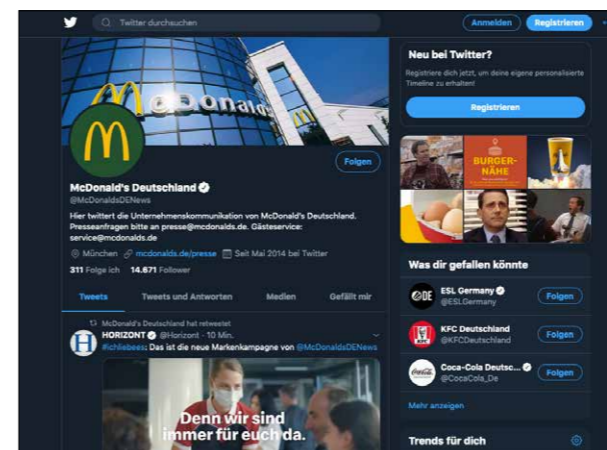 Twitter durchsuchen
Anmelden
Registrieren
McDonald's
McDonald's Deutschland
@McDonaldsDENews
Folgen
Hier twittert die Unternehmenskommunikation von McDonald's Deutschland.
Presseanfragen bitte an presse@mcdonalds.de. Gästeservice:
service@mcdonalds.de
München mcdonalds.de/presse Seit Mai 2014 bei Twitter
311 Folge ich 14.671 Follower
Tweets Tweets und Antworten Medien Gefällt mir
McDonald's Deutschland hat retweetet
HORIZONT @Horizont · 10 Min.
#ichliebees: Das ist die neue Markenkampagne von @McDonaldsDENews
Denn wir sind
immer für euch da.
Neu bei Twitter?
Registriere dich jetzt, um deine eigene personalisierte
Timeline zu erhalten!
Registrieren
BURGER-
NÄHE
Was dir gefallen könnte
ESL Germany
@ESLGermany
Folgen
KFC Deutschland
@KFCDeutschland
Folgen
Coca-Cola Deutsc...
@CocaCola_De
Folgen
Mehr anzeigen
Trends für dich